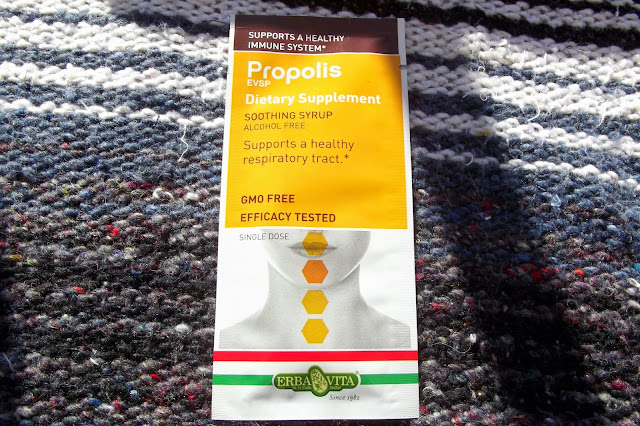 SUPPORTS A HEALTHY
IMMUNE SYSTEM*
Propolis
EVSP
Dietary Supplement
SOOTHING SYRUP
ALCOHOL FREE
Supports a healthy
respiratory tract.*
GMO FREE
EFFICACY TESTED
SINGLE DOSE
ERBA VITA
Since 1982